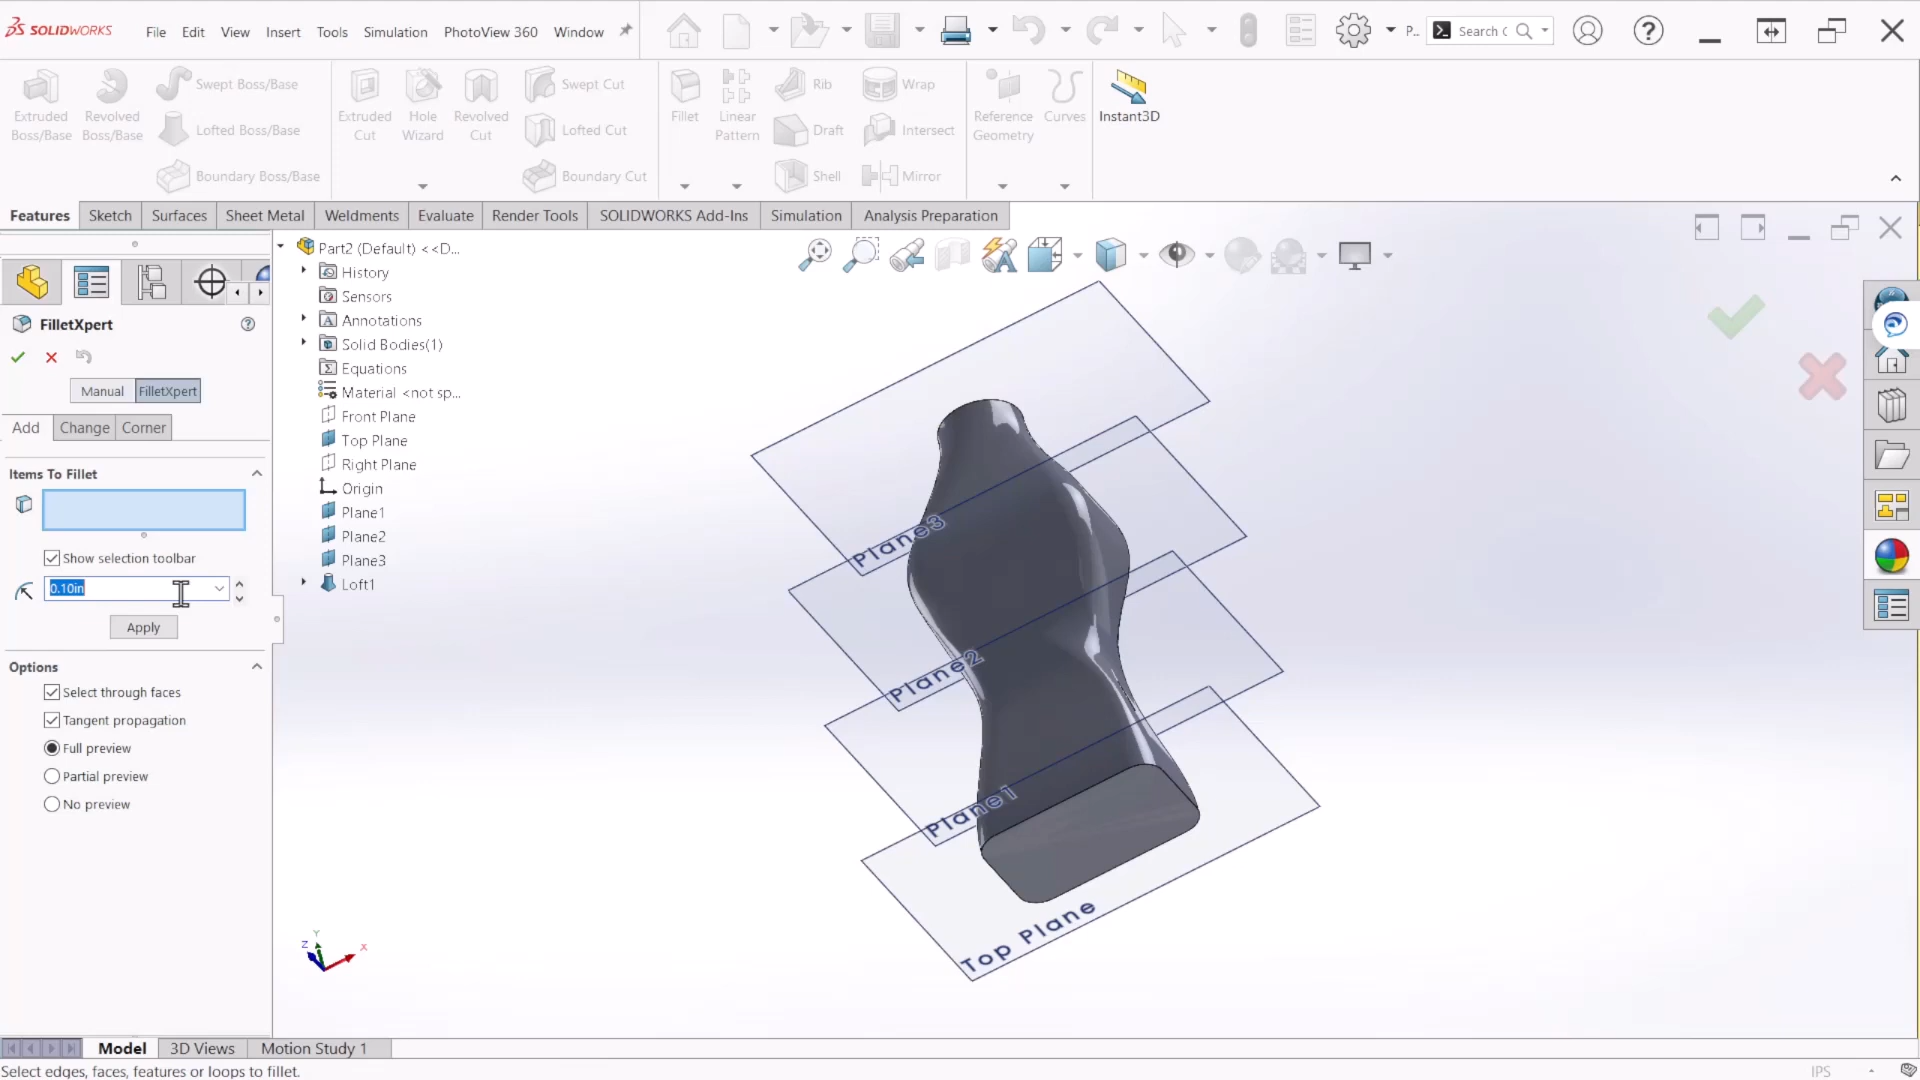 SOLIDWORKS File Edit View Insert Tools Simulation PhotoView 360 Window P.. Search C
Extruded Boss/Base
Revolved Boss/Base
Swept Boss/Base
Lofted Boss/Base
Boundary Boss/Base
Extruded Cut
Hole Wizard
Revolved Cut
Swept Cut
Lofted Cut
Boundary Cut
Fillet
Linear Pattern
Rib
Draft
Shell
Wrap
Intersect
Mirror
Reference Geometry
Curves
Instant3D
Features Sketch Surfaces Sheet Metal Weldments Evaluate Render Tools SOLIDWORKS Add-Ins Simulation Analysis Preparation
FilletXpert
Manual FilletXpert
Add Change Corner
Items To Fillet
Show selection toolbar
0.10in
Apply
Options
Select through faces
Tangent propagation
Full preview
Partial preview
No preview
Part2 (Default) <<D...
History
Sensors
Annotations
Solid Bodies(1)
Equations
Material <not sp...
Front Plane
Top Plane
Right Plane
Origin
Plane1
Plane2
Plane3
Loft1
Plane3
Plane2
Plane1
Top Plane
Y
Z
X
Model 3D Views Motion Study 1
Select edges, faces, features or loops to fillet. IPS